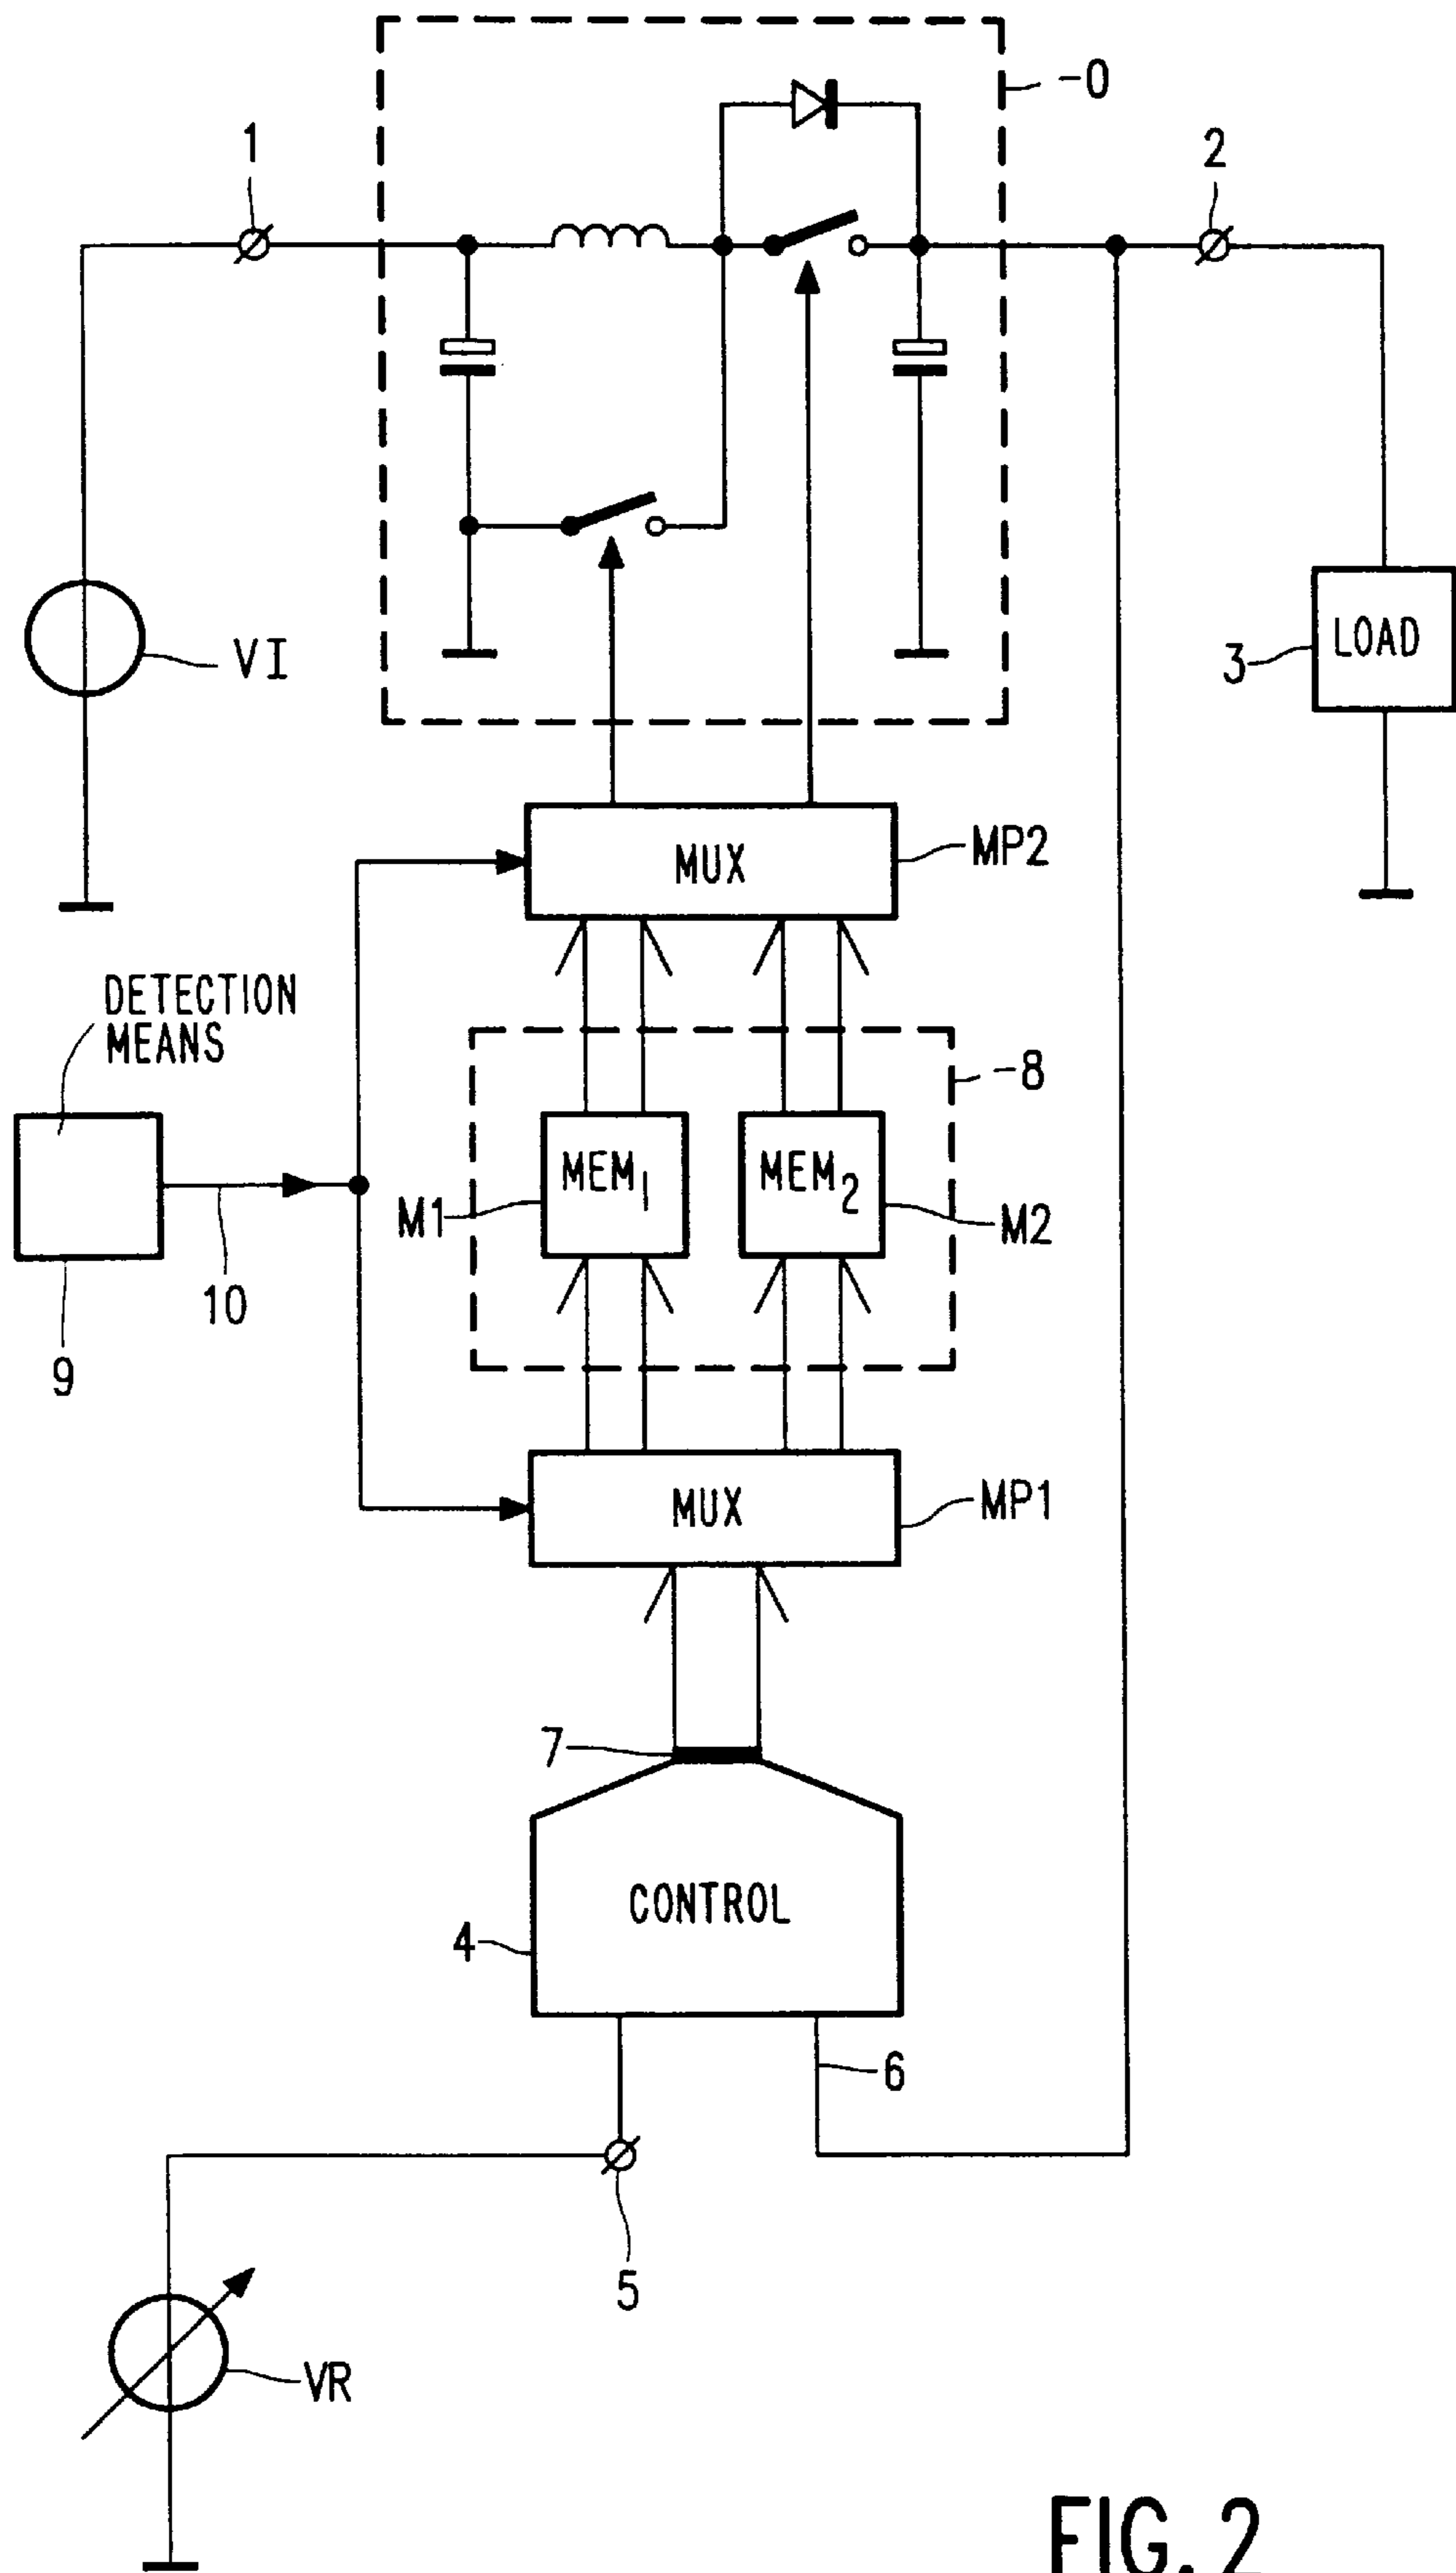 -0
1
2
VI
3
LOAD
MUX
MP2
DETECTION
MEANS
-8
MEM1
MEM2
M1
M2
10
9
MUX
MP1
7
CONTROL
4
6
5
VR
FIG. 2